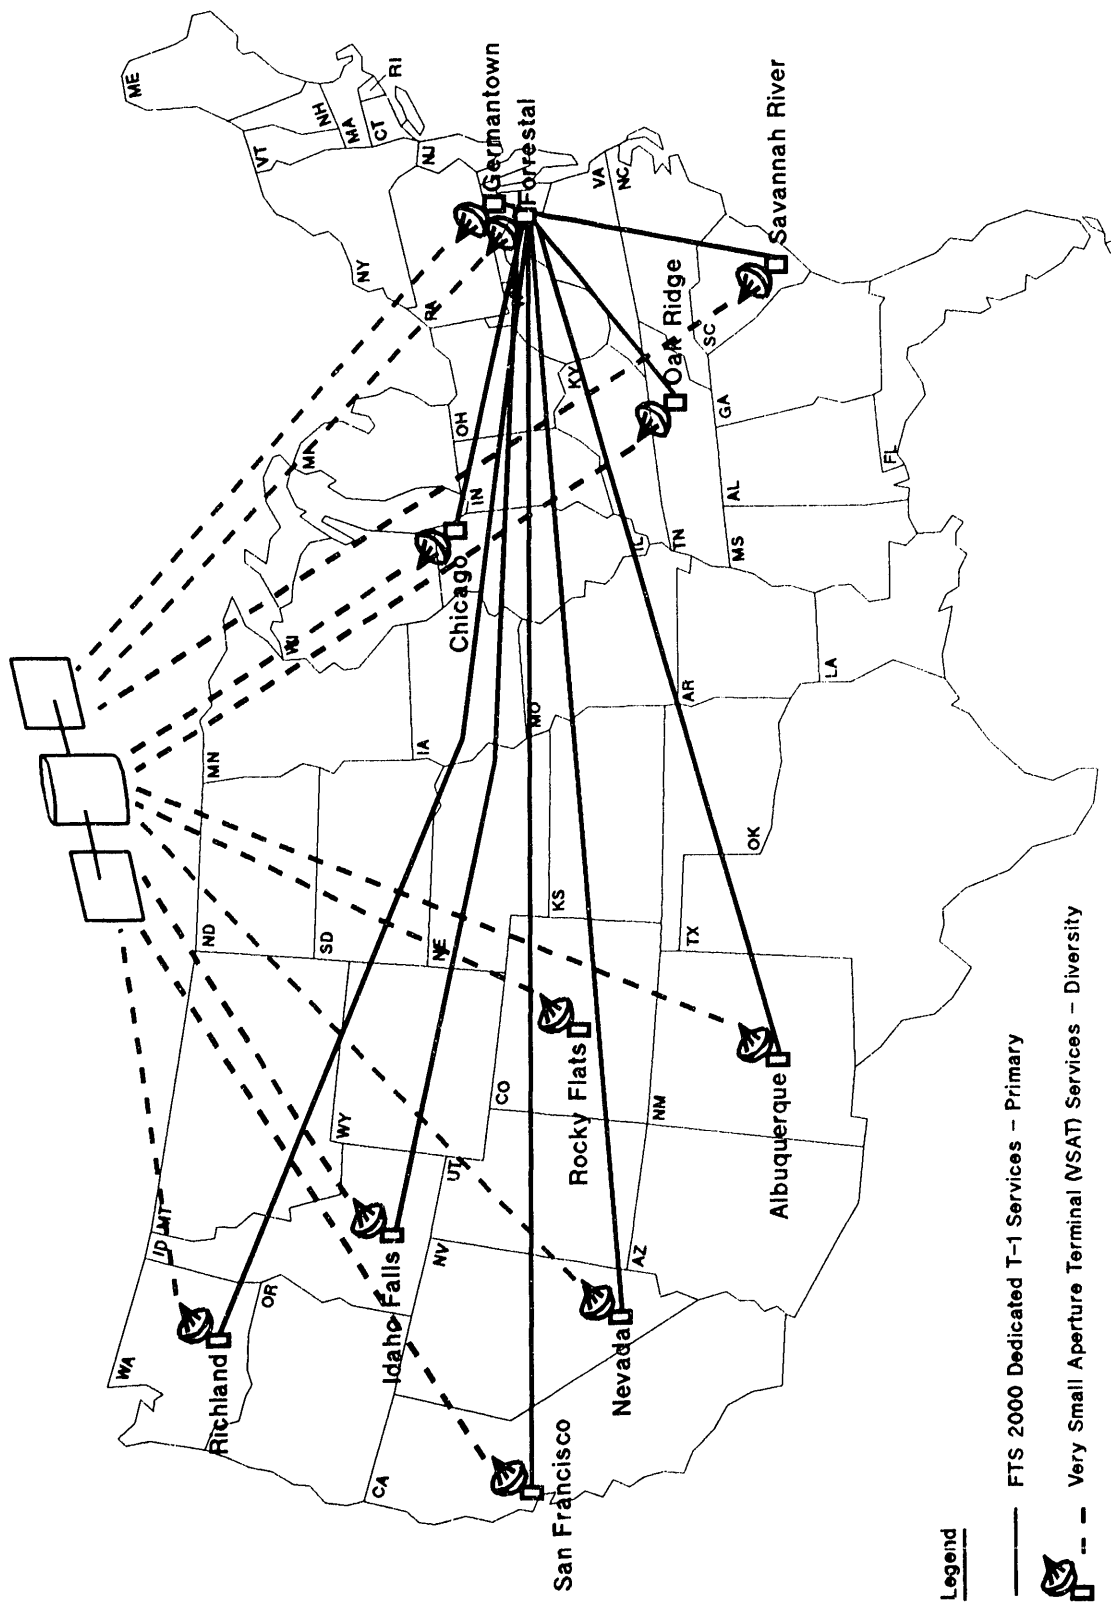 WA
MT
ID
OR
ND
MN
SD
WY
NE
IA
WI
MI
NY
VT
ME
NH
MA
CT
RI
NJ
PA
OH
IN
IL
KY
VA
NC
SC
GA
AL
MS
TN
FL
LA
AR
MO
KS
OK
TX
CO
NM
UT
NV
AZ
CA
Richland
Idaho Falls
San Francisco
Nevada
Rocky Flats
Albuquerque
Chicago
Oak Ridge
Savannah River
Germantown
Forrestal
Legend
FTS 2000 Dedicated T-1 Services - Primary
Very Small Aperture Terminal (VSAT) Services - Diversity